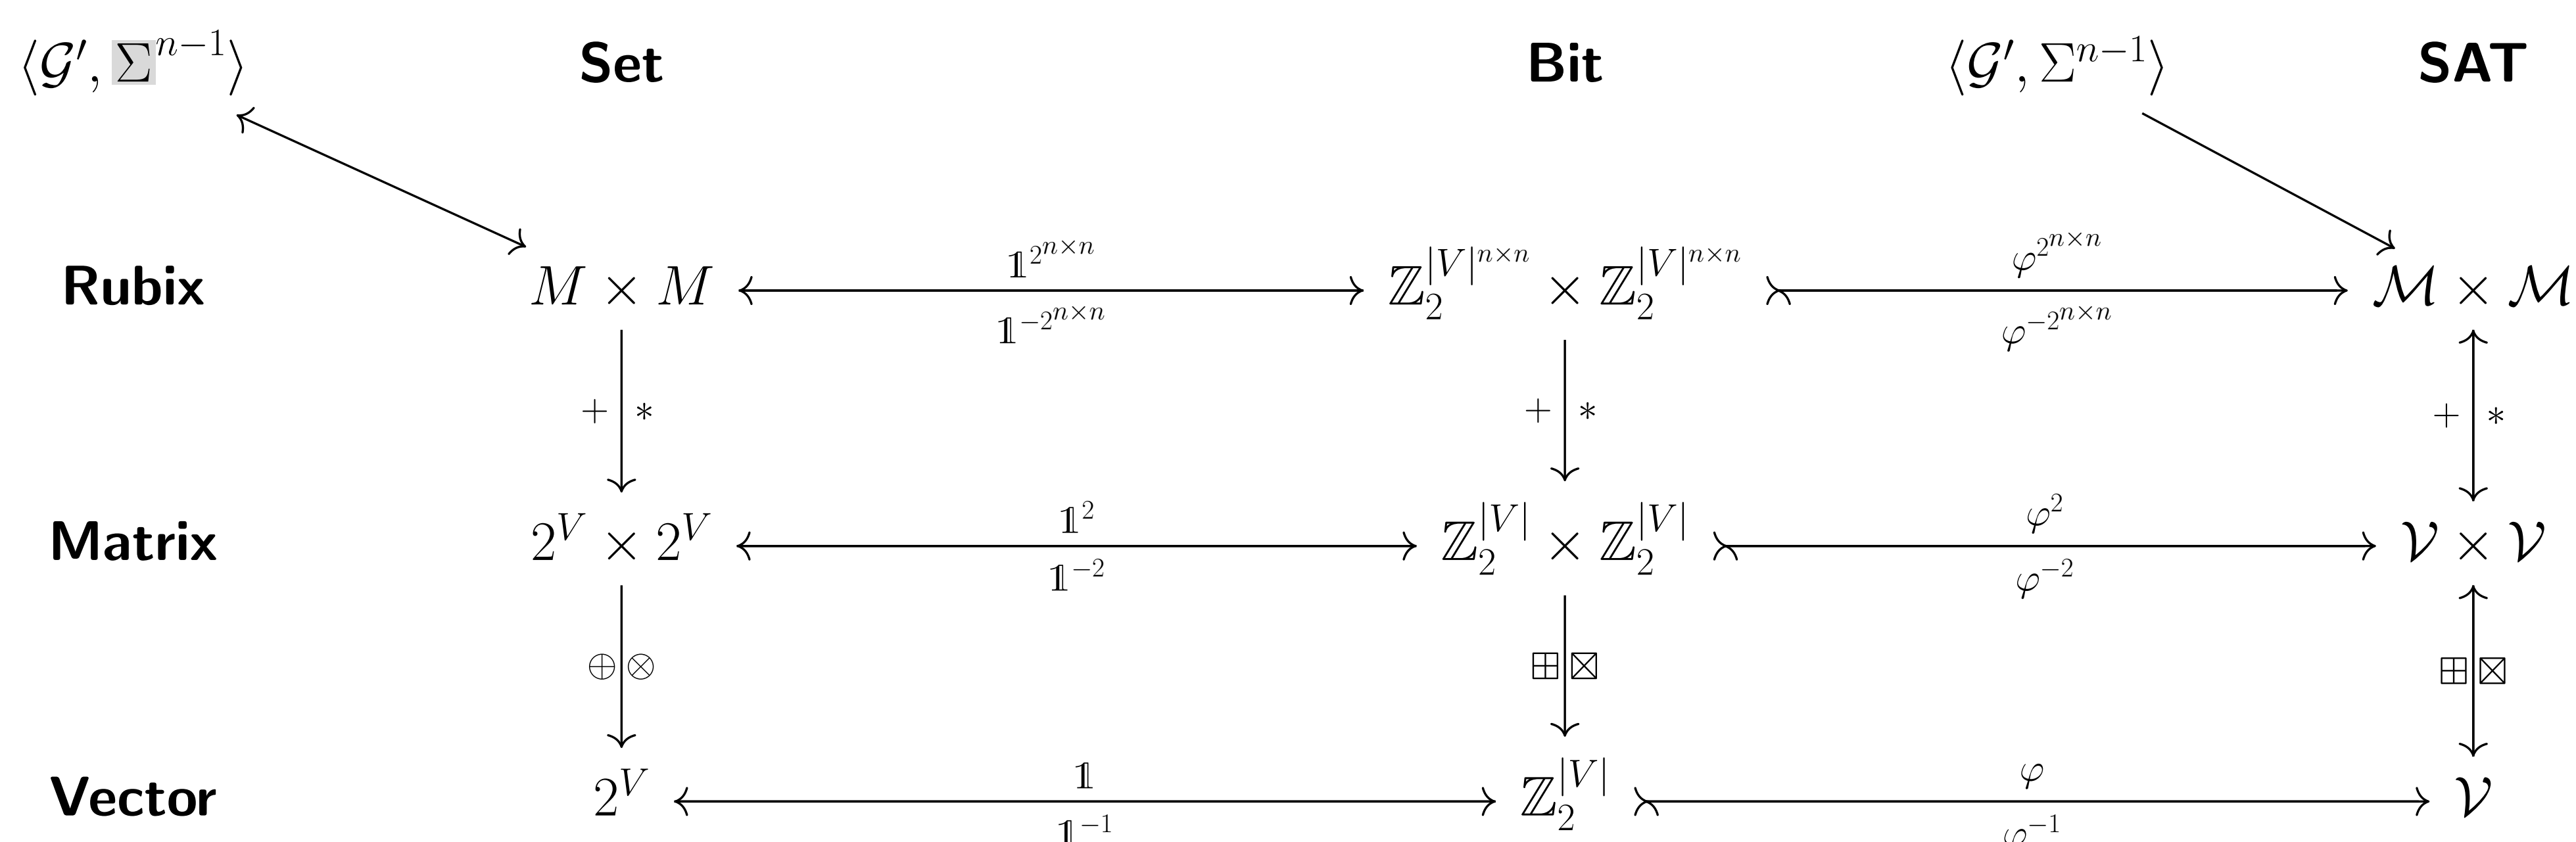 ⟨𝒢′, Σ^{n−1}⟩ Set Bit ⟨𝒢′, Σ^{n−1}⟩ SAT
𝟙^{2^{n×n}} φ^{2^{n×n}}
Rubix M × M ℤ_2^{|V|^{n×n}} × ℤ_2^{|V|^{n×n}} ℳ × ℳ
𝟙^{−2^{n×n}} φ^{−2^{n×n}}
+ * + * + *
𝟙^2 φ^2
Matrix 2^V × 2^V ℤ_2^{|V|} × ℤ_2^{|V|} 𝒱 × 𝒱
𝟙^{−2} φ^{−2}
⊕ ⊗ ⊞ ⊠ ⊞ ⊠
𝟙 φ
Vector 2^V ℤ_2^{|V|} 𝒱
𝟙^{−1} φ^{−1}